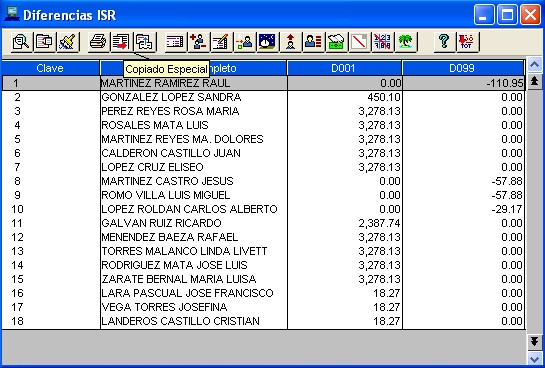 Diferencias ISR
? TOT
Copiado Especial
Clave mpleto D001 D099
1 MARTINEZ RAMIREZ RAUL 0.00 -110.95
2 GONZALEZ LOPEZ SANDRA 450.10 0.00
3 PEREZ REYES ROSA MARIA 3,278.13 0.00
4 ROSALES MATA LUIS 3,278.13 0.00
5 MARTINEZ REYES MA. DOLORES 3,278.13 0.00
6 CALDERON CASTILLO JUAN 3,278.13 0.00
7 LOPEZ CRUZ ELISEO 3,278.13 0.00
8 MARTINEZ CASTRO JESUS 0.00 -57.88
9 ROMO VILLA LUIS MIGUEL 0.00 -57.88
10 LOPEZ ROLDAN CARLOS ALBERTO 0.00 -29.17
11 GALVAN RUIZ RICARDO 2,387.74 0.00
12 MENENDEZ BAEZA RAFAEL 3,278.13 0.00
13 TORRES MALANCO LINDA LIVETT 3,278.13 0.00
14 RODRIGUEZ MATA JOSE LUIS 3,278.13 0.00
15 ZARATE BERNAL MARIA LUISA 3,278.13 0.00
16 LARA PASCUAL JOSE FRANCISCO 18.27 0.00
17 VEGA TORRES JOSEFINA 18.27 0.00
18 LANDEROS CASTILLO CRISTIAN 18.27 0.00